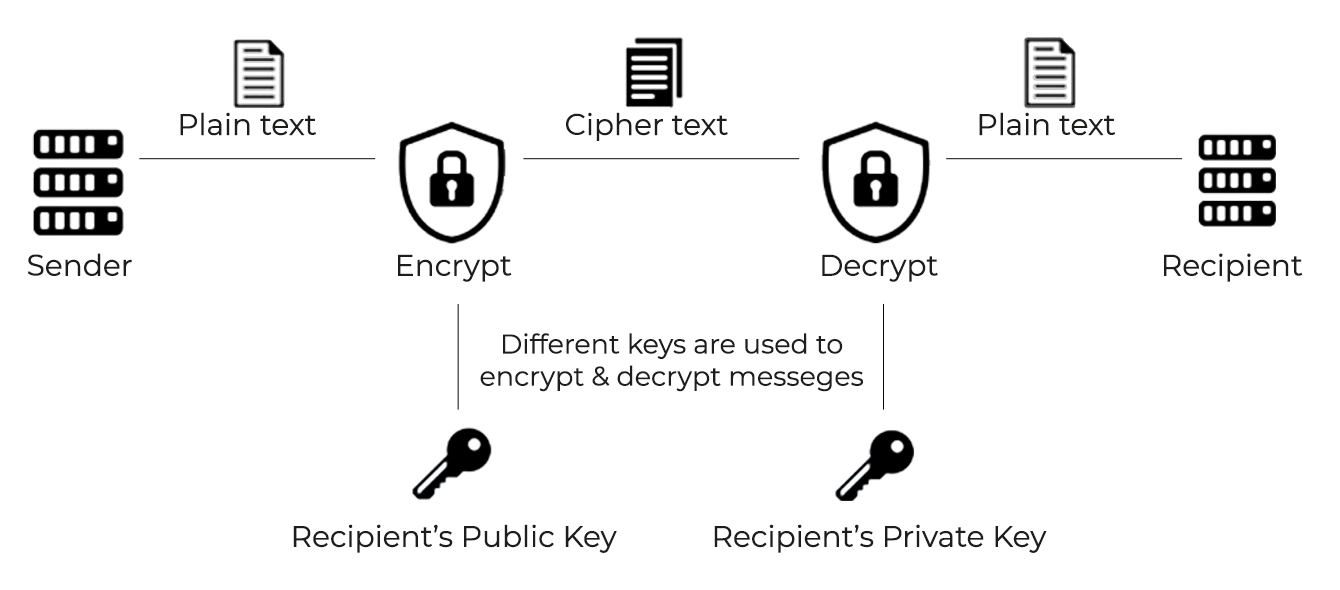 Plain text
Cipher text
Plain text
Sender
Encrypt
Decrypt
Recipient
Different keys are used to
encrypt & decrypt messeges
Recipient’s Public Key
Recipient’s Private Key